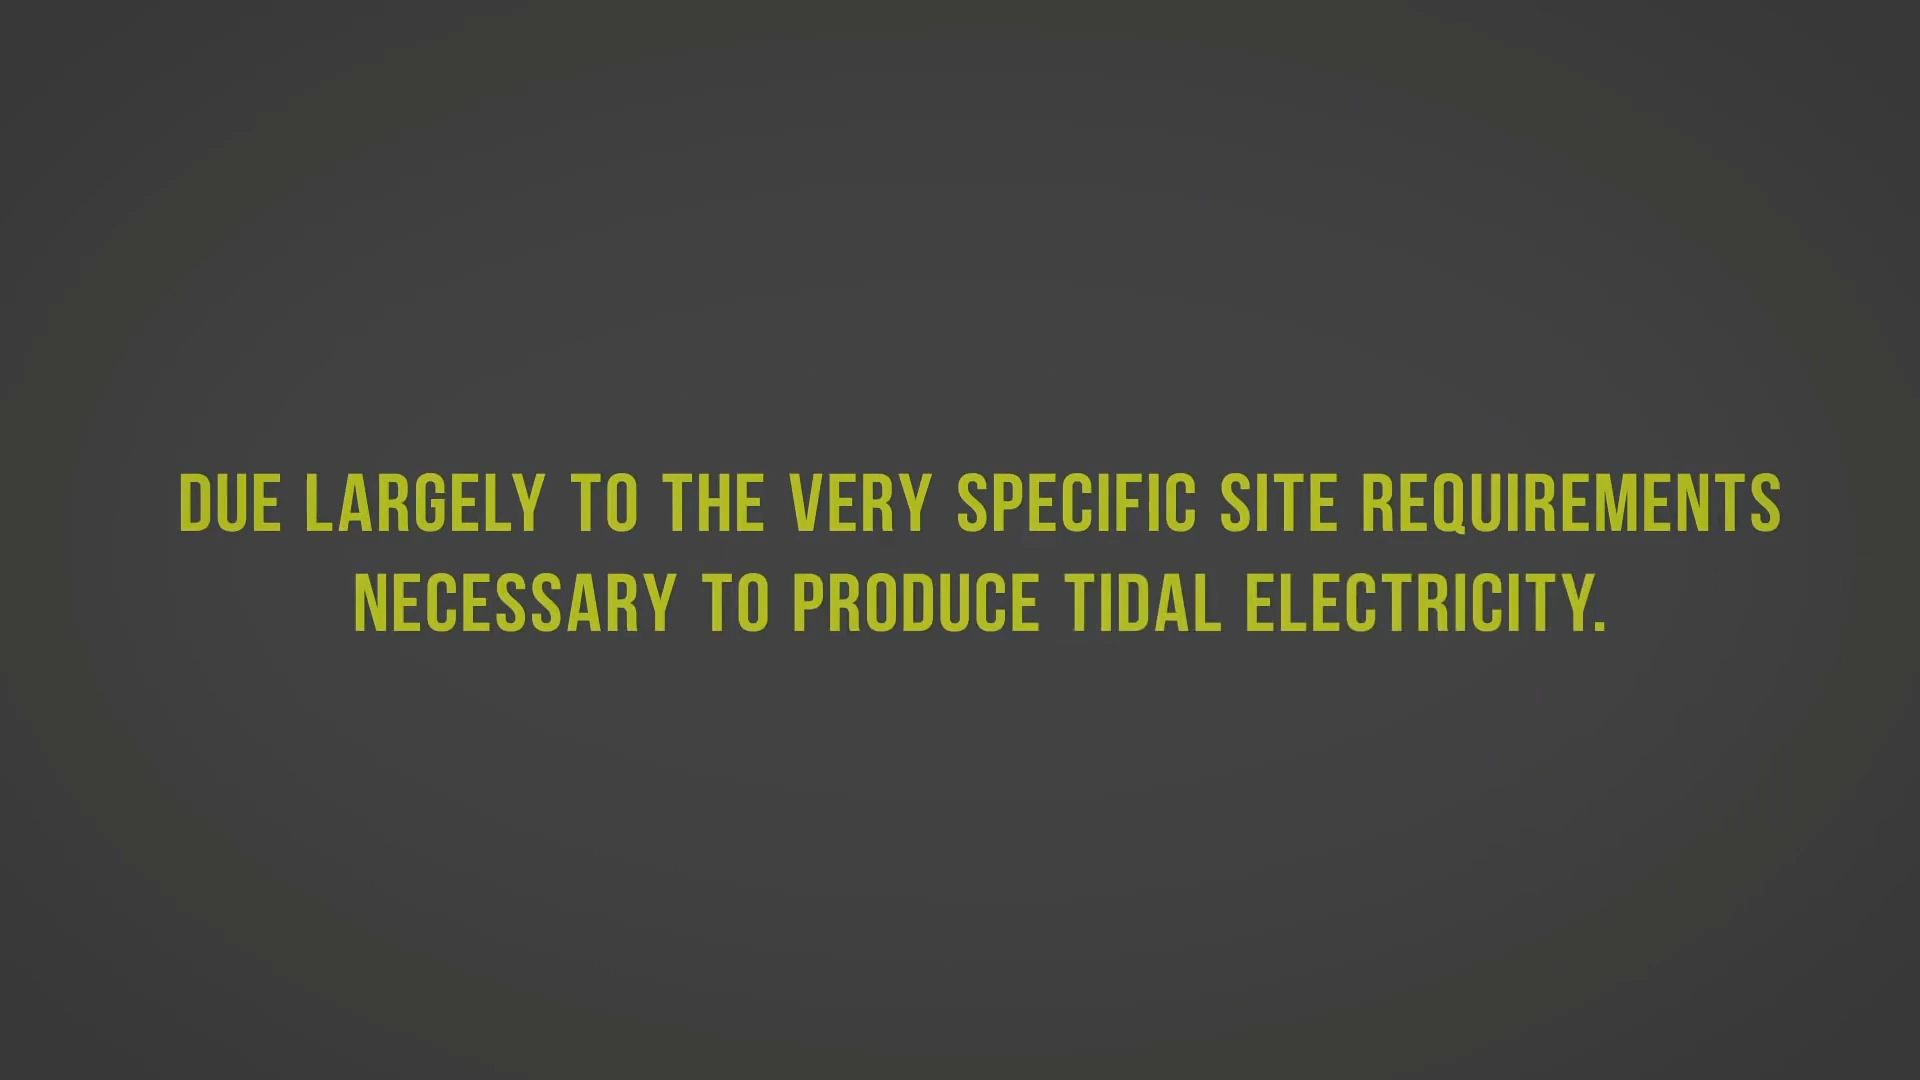 DUE LARGELY TO THE VERY SPECIFIC SITE REQUIREMENTS
NECESSARY TO PRODUCE TIDAL ELECTRICITY.